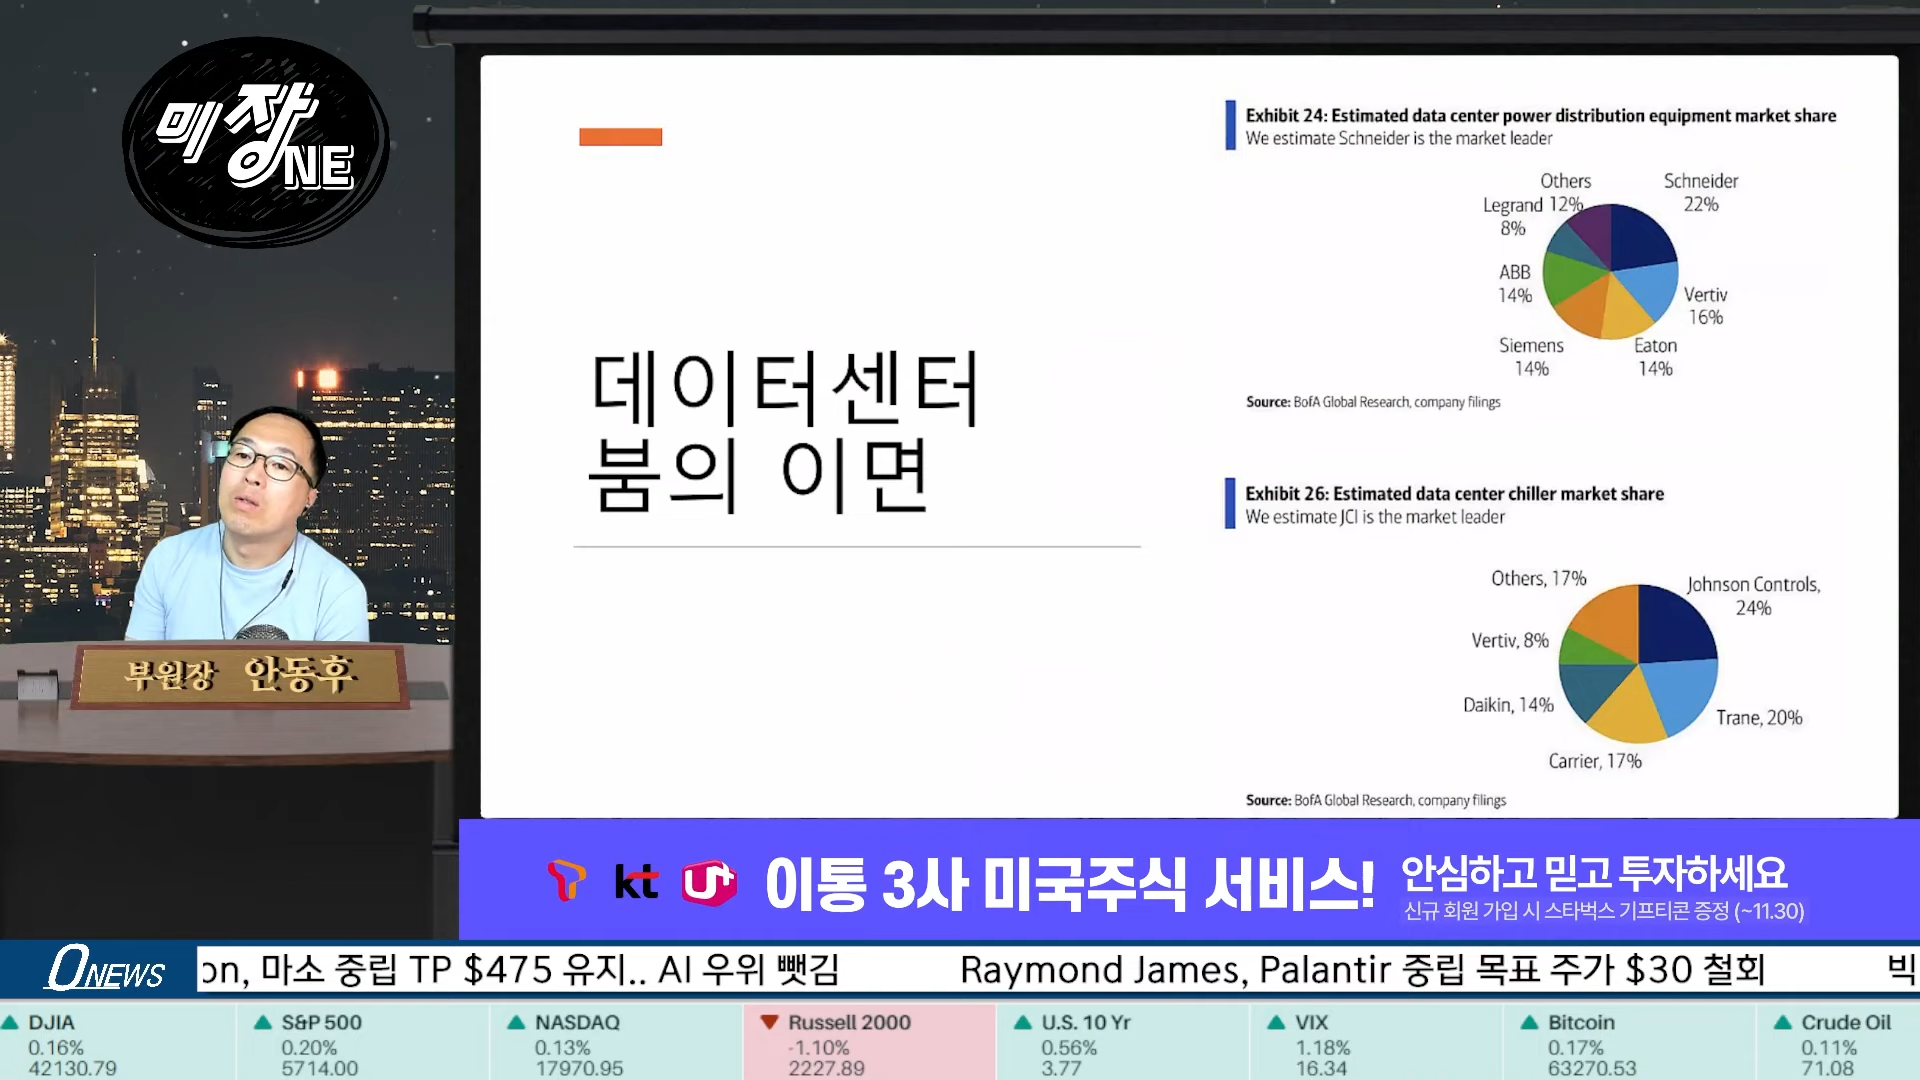 미장
ONE
데이터센터
붐의 이면
Exhibit 24: Estimated data center power distribution equipment market share
We estimate Schneider is the market leader
Others
12%
Schneider
22%
Legrand
8%
ABB
14%
Vertiv
16%
Siemens
14%
Eaton
14%
Source: BofA Global Research, company filings
Exhibit 26: Estimated data center chiller market share
We estimate JCI is the market leader
Others, 17%
Johnson Controls,
24%
Vertiv, 8%
Daikin, 14%
Trane, 20%
Carrier, 17%
Source: BofA Global Research, company filings
부원장 안동후
kt U+ 이통 3사 미국주식 서비스! 안심하고 믿고 투자하세요
신규 회원 가입 시 스타벅스 기프티콘 증정 (~11.30)
ONEWS on, 마소 중립 TP $475 유지.. AI 우위 뺏김 Raymond James, Palantir 중립 목표 주가 $30 철회 빅
DJIA
0.16%
42130.79
S&P 500
0.20%
5714.00
NASDAQ
0.13%
17970.95
Russell 2000
-1.10%
2227.89
U.S. 10 Yr
0.56%
3.77
VIX
1.18%
16.34
Bitcoin
0.17%
63270.53
Crude Oil
0.11%
71.08